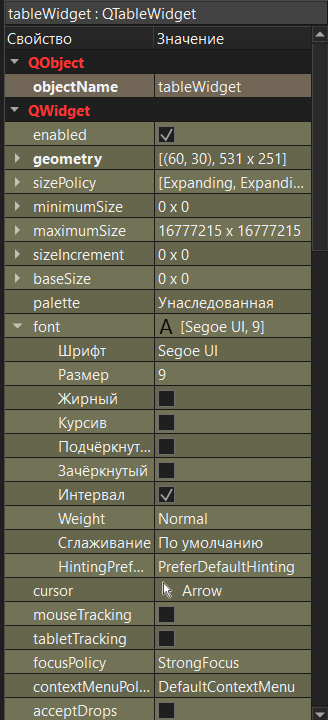 tableWidget : QTableWidget
Свойство Значение
QObject
objectName tableWidget
QWidget
enabled
geometry [(60, 30), 531 x 251]
sizePolicy [Expanding, Expandi...
minimumSize 0 x 0
maximumSize 16777215 x 16777215
sizeIncrement 0 x 0
baseSize 0 x 0
palette Унаследованная
font A [Segoe UI, 9]
Шрифт Segoe UI
Размер 9
Жирный
Курсив
Подчёркнут...
Зачёркнутый
Интервал
Weight Normal
Сглаживание По умолчанию
HintingPref... PreferDefaultHinting
cursor Arrow
mouseTracking
tabletTracking
focusPolicy StrongFocus
contextMenuPol... DefaultContextMenu
acceptDrops